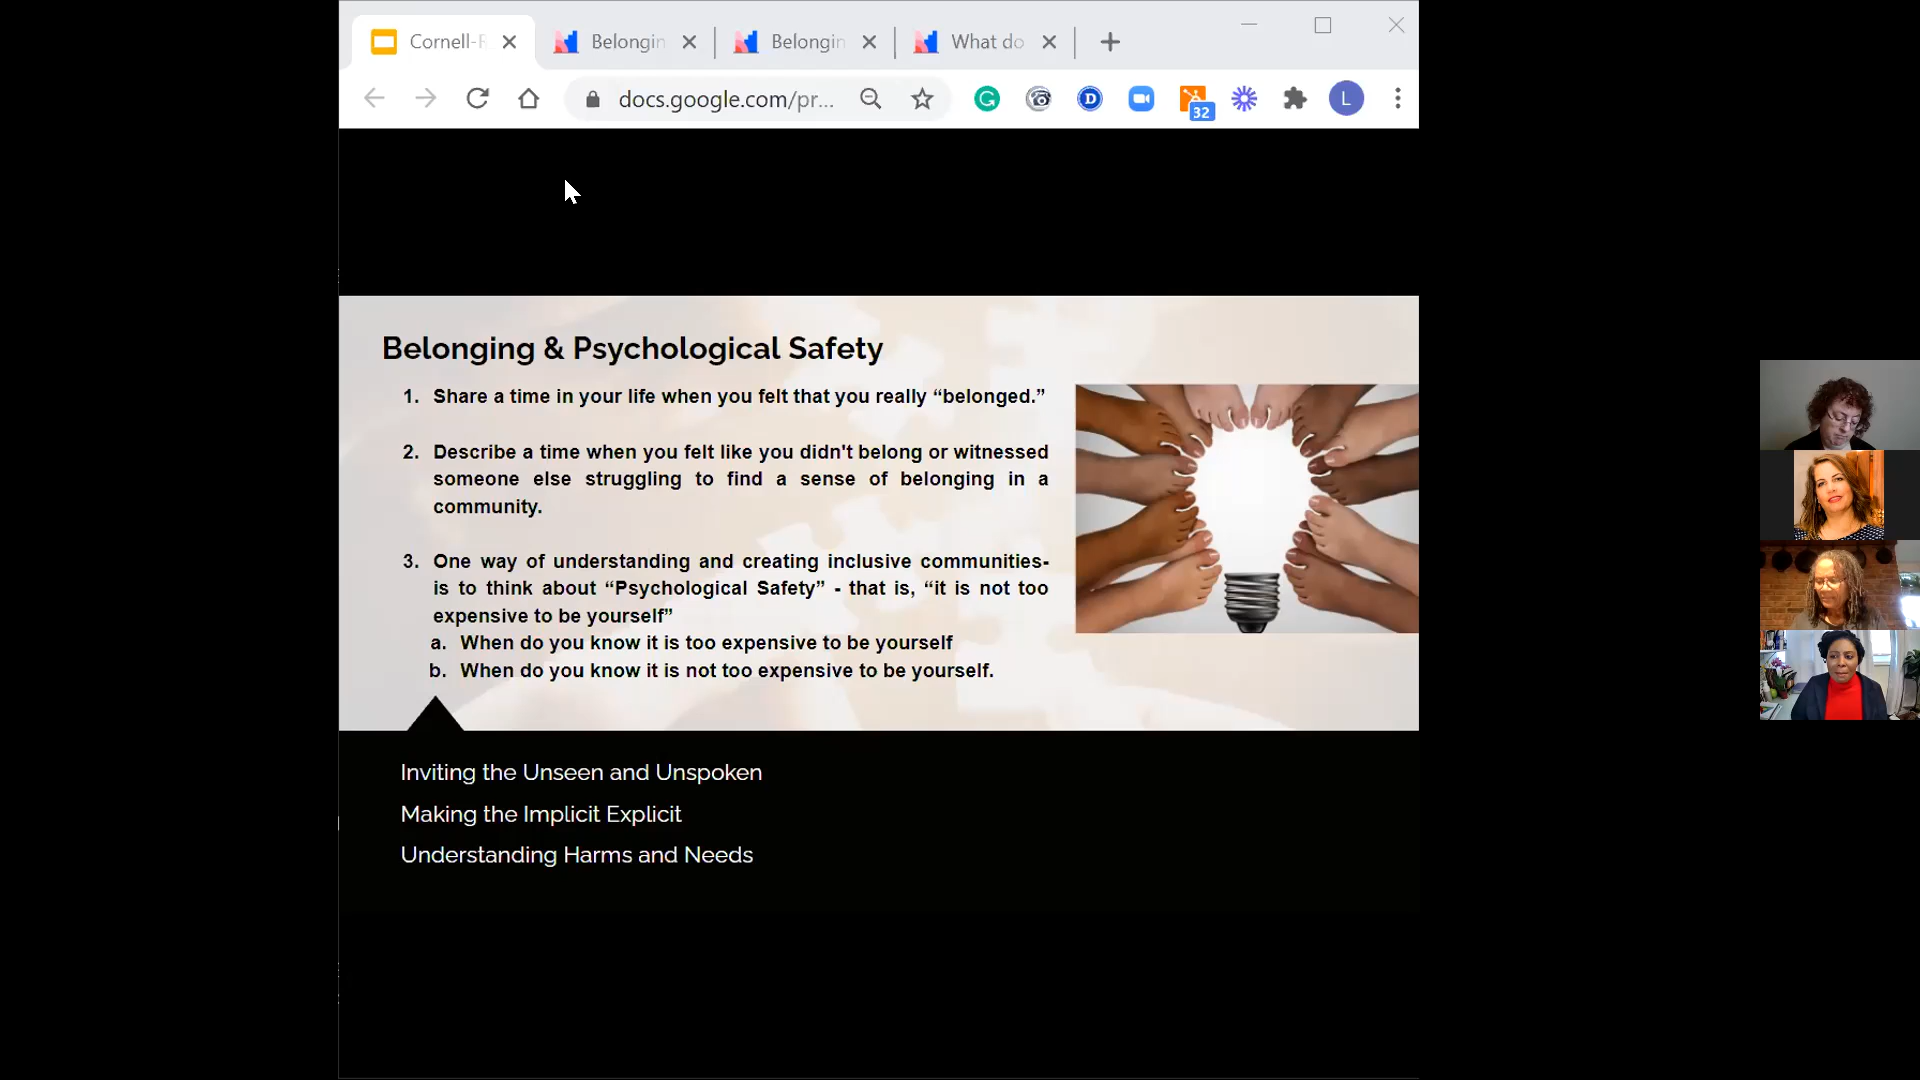 Cornell-R
Belongin
Belongin
What do
docs.google.com/pr...
G
D
32
L
Belonging & Psychological Safety
1. Share a time in your life when you felt that you really “belonged.”
2. Describe a time when you felt like you didn't belong or witnessed
someone else struggling to find a sense of belonging in a
community.
3. One way of understanding and creating inclusive communities-
is to think about “Psychological Safety” - that is, “it is not too
expensive to be yourself”
a. When do you know it is too expensive to be yourself
b. When do you know it is not too expensive to be yourself.
Inviting the Unseen and Unspoken
Making the Implicit Explicit
Understanding Harms and Needs